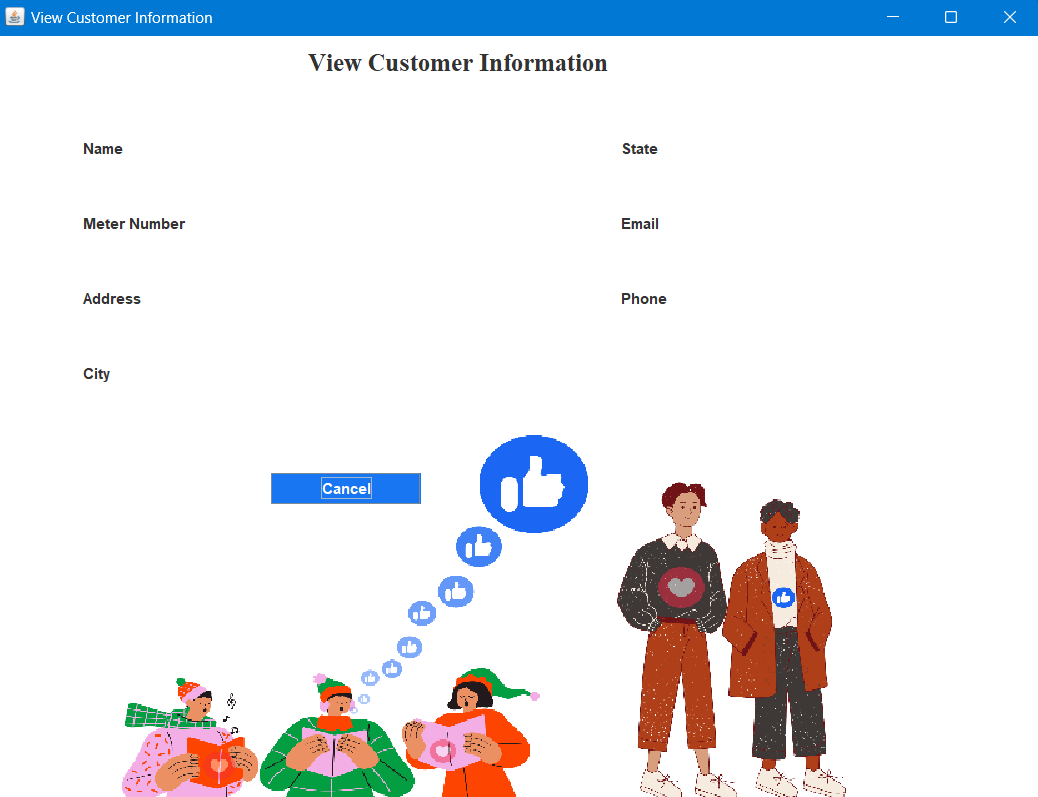 View Customer Information
View Customer Information
Name
State
Meter Number
Email
Address
Phone
City
Cancel